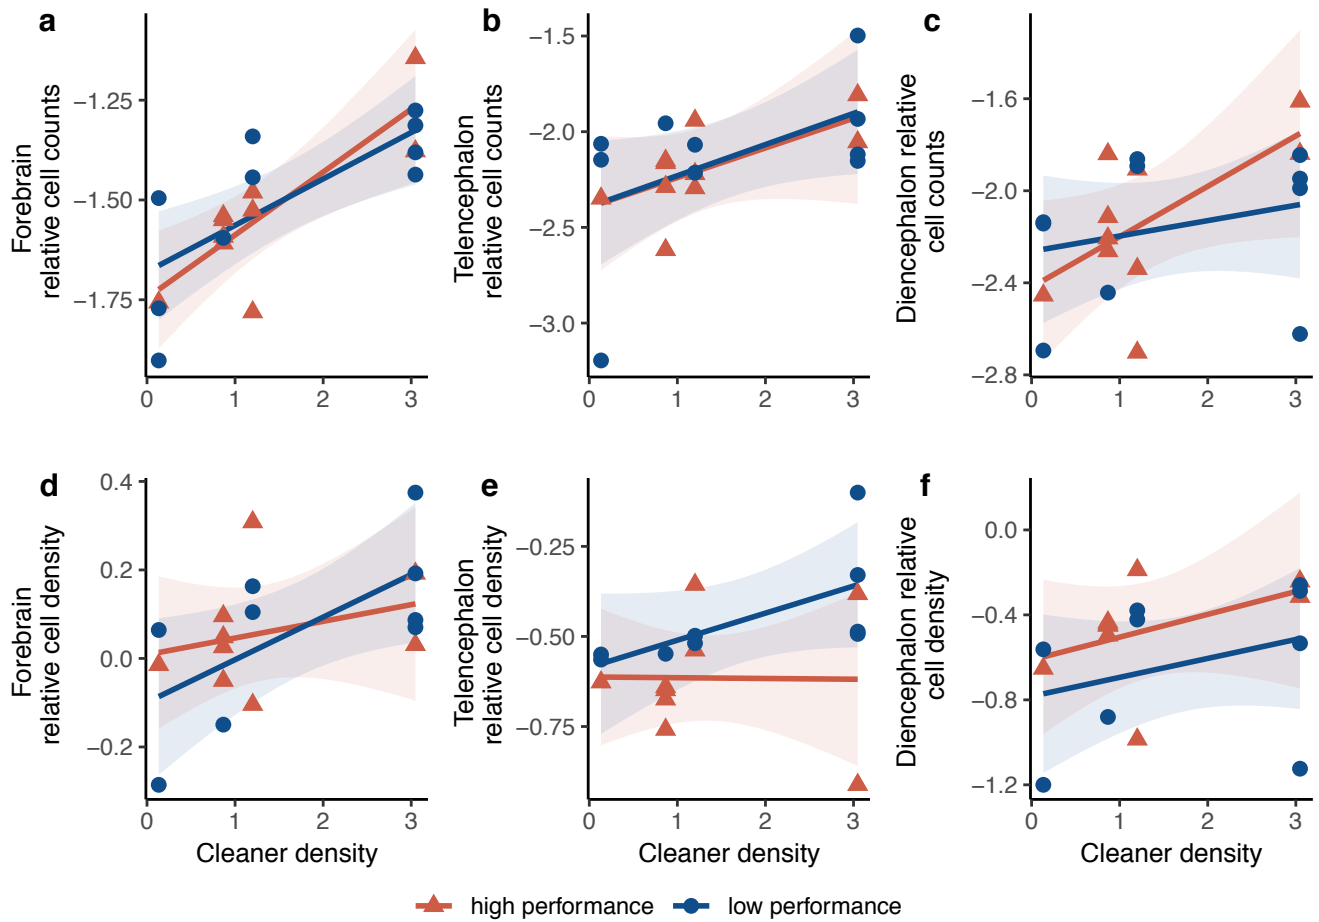 a
Forebrain
relative cell counts
−1.25
−1.50
−1.75
0 1 2 3
b
Telencephalon
relative cell counts
−1.5
−2.0
−2.5
−3.0
0 1 2 3
c
Diencephalon relative
cell counts
−1.6
−2.0
−2.4
−2.8
0 1 2 3
d
Forebrain
relative cell density
0.4
0.2
0.0
−0.2
0 1 2 3
Cleaner density
e
Telencephalon
relative cell density
−0.25
−0.50
−0.75
0 1 2 3
Cleaner density
f
Diencephalon relative
cell density
0.0
−0.4
−0.8
−1.2
0 1 2 3
Cleaner density
high performance low performance